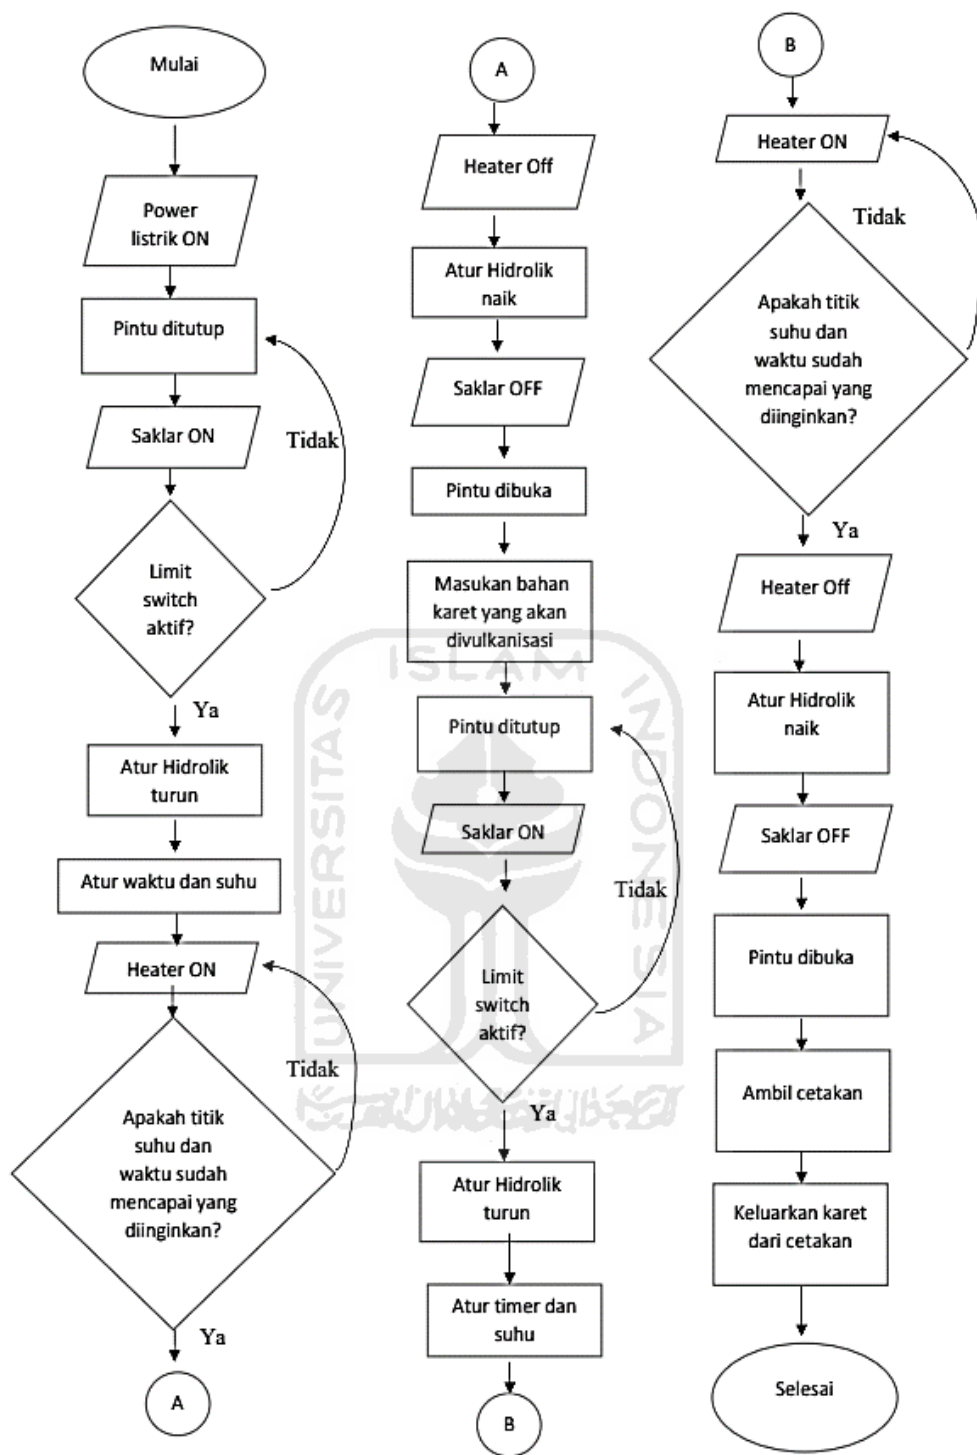 Mulai
Power
listrik ON
Pintu ditutup
Saklar ON
Tidak
Limit
switch
aktif?
Ya
Atur Hidrolik
turun
Atur waktu dan suhu
Heater ON
Tidak
Apakah titik
suhu dan
waktu sudah
mencapai yang
diinginkan?
Ya
A
A
Heater Off
Atur Hidrolik
naik
Saklar OFF
Pintu dibuka
Masukan bahan
karet yang akan
divulkanisasi
Pintu ditutup
Saklar ON
Tidak
Limit
switch
aktif?
Ya
Atur Hidrolik
turun
Atur timer dan
suhu
B
B
Heater ON
Tidak
Apakah titik
suhu dan
waktu sudah
mencapai yang
diinginkan?
Ya
Heater Off
Atur Hidrolik
naik
Saklar OFF
Pintu dibuka
Ambil cetakan
Keluarkan karet
dari cetakan
Selesai
UNIVERSITAS
ISLAM
INDONESIA